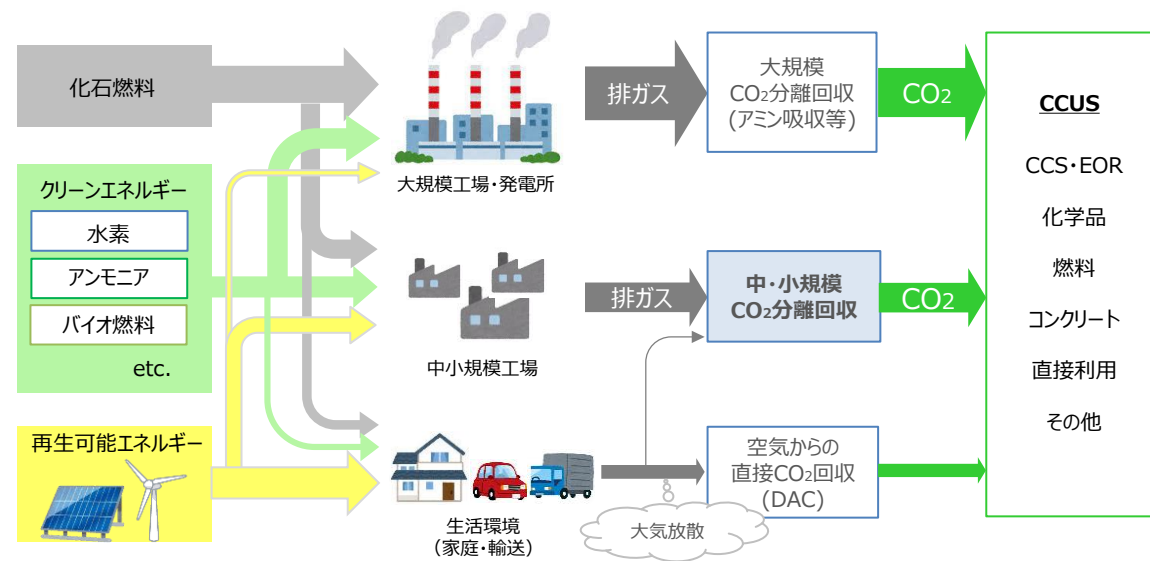 化石燃料
クリーンエネルギー
水素
アンモニア
バイオ燃料
etc.
再生可能エネルギー
大規模工場・発電所
中小規模工場
生活環境
(家庭・輸送)
排ガス
排ガス
大気放散
大規模
CO₂分離回収
(アミン吸収等)
中・小規模
CO₂分離回収
空気からの
直接CO₂回収
(DAC)
CO₂
CO₂
CCUS
CCS・EOR
化学品
燃料
コンクリート
直接利用
その他